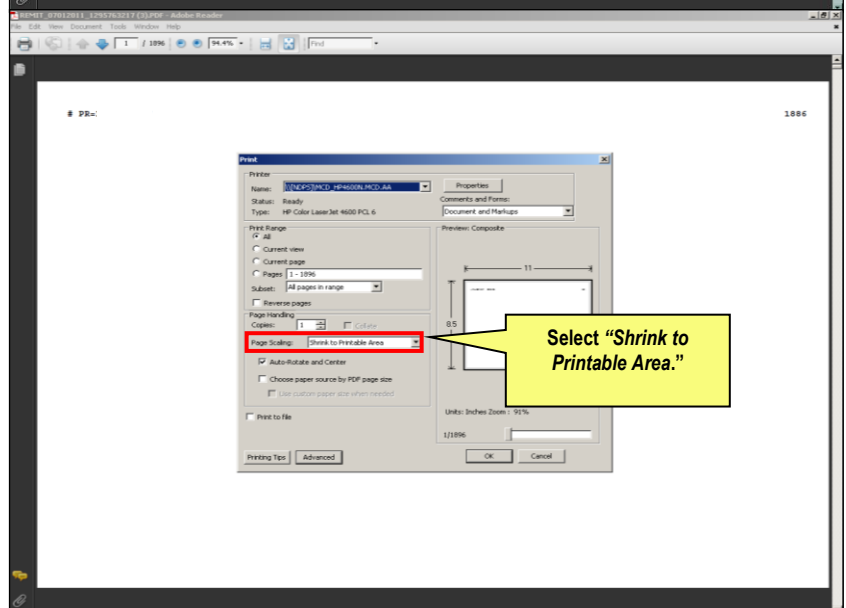 REMIT_07012011_1295763217 (3).PDF - Adobe Reader
File Edit View Document Tools Window Help
1 / 1896 94.4% Find
# PR=: 1886
Print
Printer
Name: \\[NDPST]\MCD_HP4600N.MCD.AA Properties
Status: Ready Comments and Forms:
Type: HP Color LaserJet 4600 PCL 6 Document and Markups
Print Range Preview: Composite
All
Current view
Current page
Pages 1 - 1896
Subset: All pages in range
Reverse pages
11
8.5
Page Handling
Copies: 1 Collate
Page Scaling: Shrink to Printable Area
Auto-Rotate and Center
Choose paper source by PDF page size
Use custom paper size when needed
Print to file
Units: Inches Zoom : 91%
1/1896
Printing Tips Advanced OK Cancel
Select “Shrink to
Printable Area.”